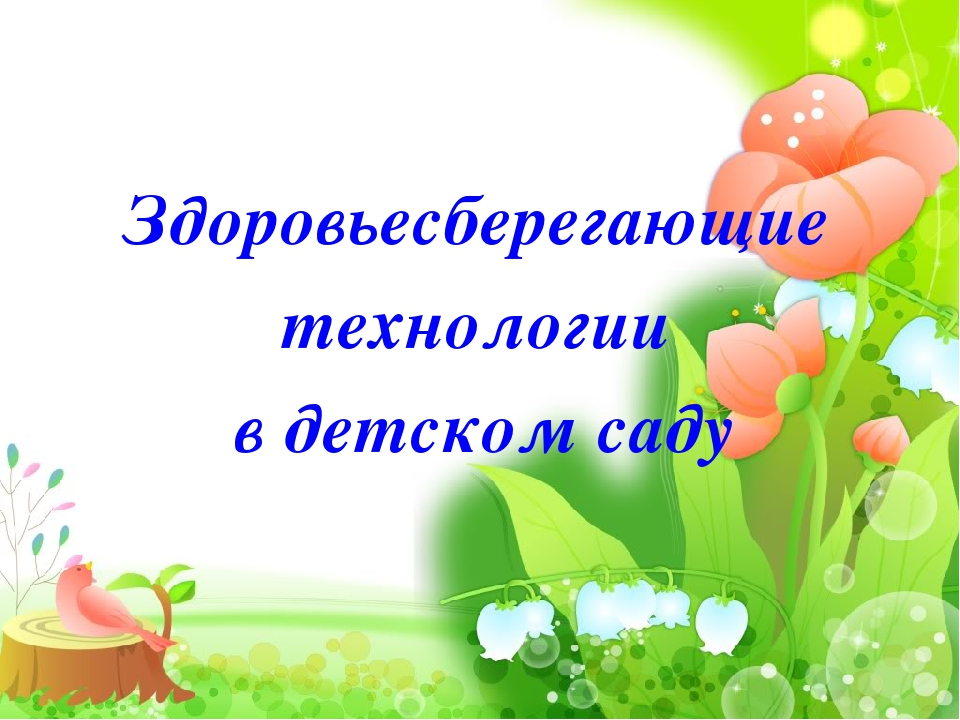 Здоровьесберегающие
технологии
в детском саду